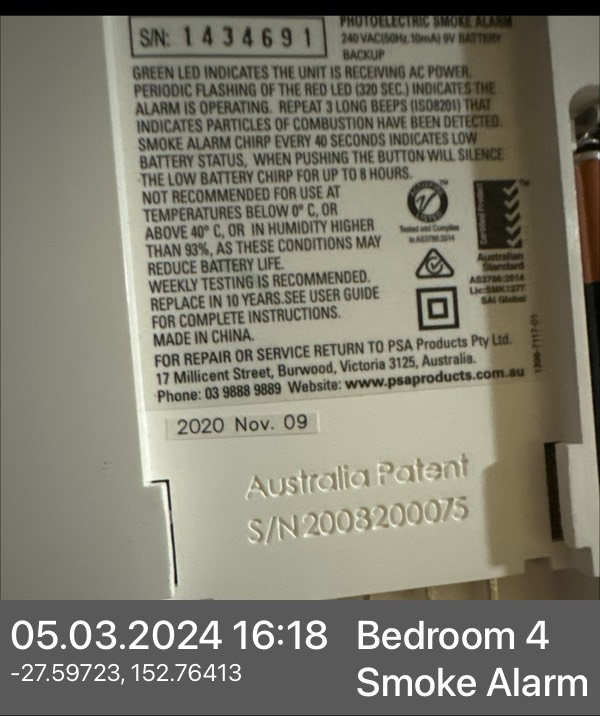 S/N: 1434691
PHOTOELECTRIC SMOKE ALARM
240 VAC(50Hz, 10mA) 9V BATTERY
BACKUP
GREEN LED INDICATES THE UNIT IS RECEIVING AC POWER.
PERIODIC FLASHING OF THE RED LED (320 SEC.) INDICATES THE
ALARM IS OPERATING. REPEAT 3 LONG BEEPS (ISO8201) THAT
INDICATES PARTICLES OF COMBUSTION HAVE BEEN DETECTED.
SMOKE ALARM CHIRP EVERY 40 SECONDS INDICATES LOW
BATTERY STATUS, WHEN PUSHING THE BUTTON WILL SILENCE
THE LOW BATTERY CHIRP FOR UP TO 8 HOURS.
NOT RECOMMENDED FOR USE AT
TEMPERATURES BELOW 0° C, OR
ABOVE 40° C, OR IN HUMIDITY HIGHER
THAN 93%, AS THESE CONDITIONS MAY
REDUCE BATTERY LIFE.
WEEKLY TESTING IS RECOMMENDED.
REPLACE IN 10 YEARS.SEE USER GUIDE
FOR COMPLETE INSTRUCTIONS.
MADE IN CHINA.
Tested and Complies
to AS3786:2014
Certified Product
Australian
Standard
AS3786:2014
Lic:SMK1377
SAI Global
FOR REPAIR OR SERVICE RETURN TO PSA Products Pty Ltd.
17 Millicent Street, Burwood, Victoria 3125, Australia.
Phone: 03 9888 9889 Website: www.psaproducts.com.au
2020 Nov. 09
Australia Patent
S/N2008200075
05.03.2024 16:18
-27.59723, 152.76413
Bedroom 4
Smoke Alarm